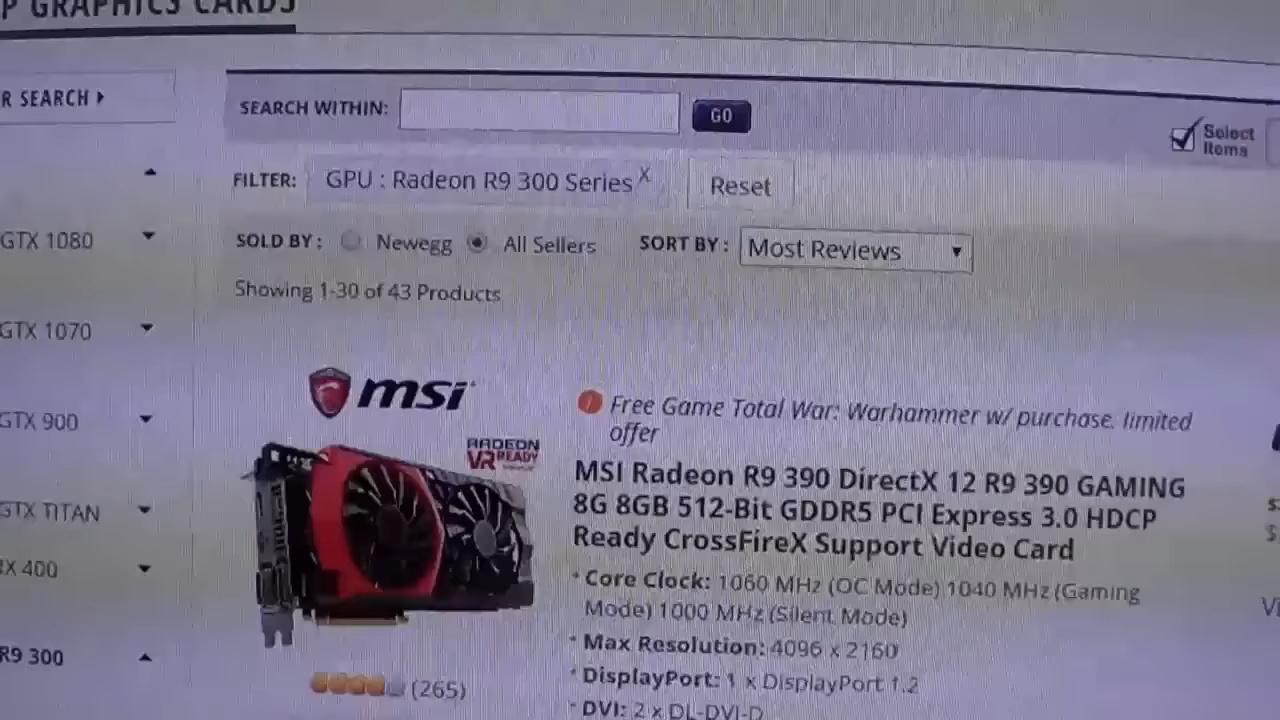 P GRAPHICS CARDS
R SEARCH
SEARCH WITHIN:
GO
Select Items
FILTER: GPU : Radeon R9 300 Series X Reset
GTX 1080
SOLD BY : Newegg All Sellers SORT BY : Most Reviews
Showing 1-30 of 43 Products
GTX 1070
msi
GTX 900
Free Game Total War: Warhammer w/ purchase, limited
offer
RADEON
VR READY
MSI Radeon R9 390 DirectX 12 R9 390 GAMING
8G 8GB 512-Bit GDDR5 PCI Express 3.0 HDCP
Ready CrossFireX Support Video Card
GTX TITAN
X 400
Core Clock: 1060 MHz (OC Mode) 1040 MHz (Gaming
Mode) 1000 MHz (Silent Mode)
Max Resolution: 4096 x 2160
R9 300
DisplayPort: 1 x DisplayPort 1.2
(265)
DVI: 2 x DL-DVI-D